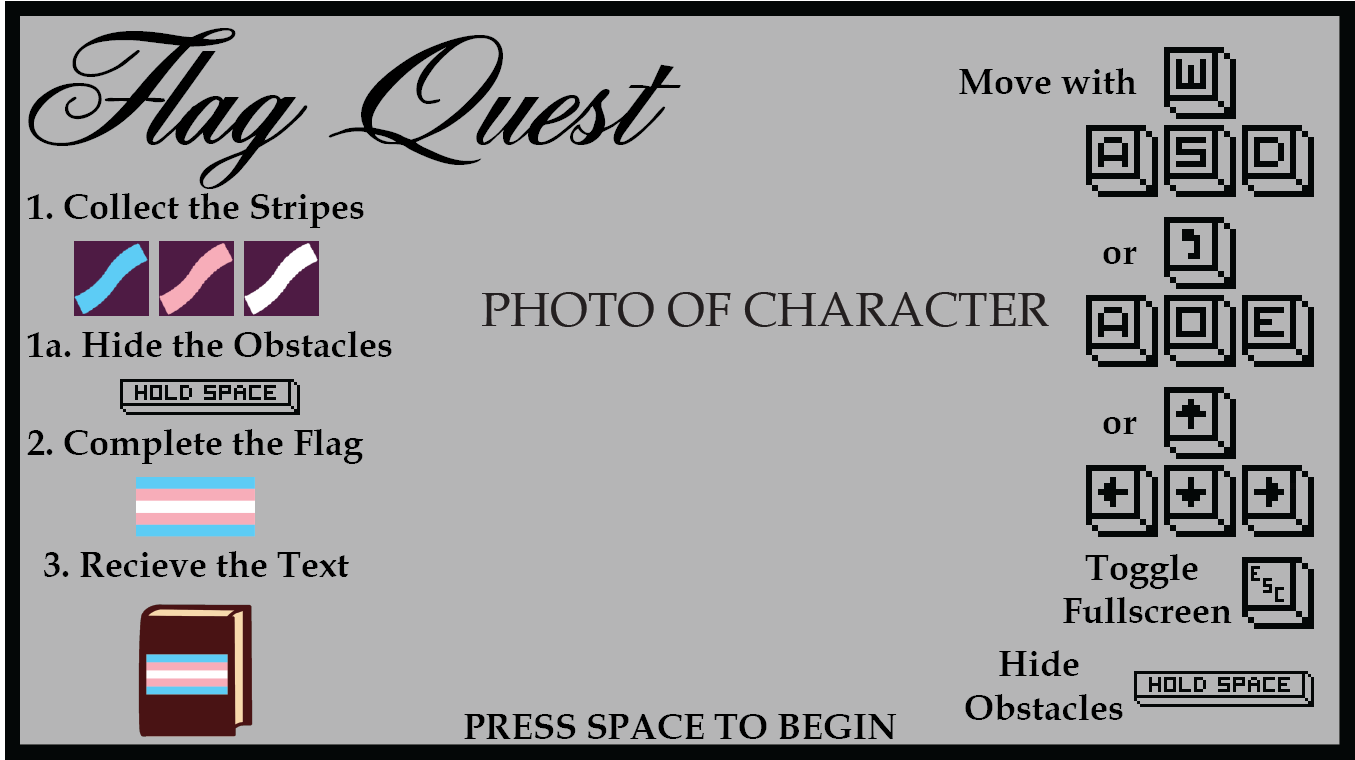 Flag Quest
1. Collect the Stripes
1a. Hide the Obstacles
HOLD SPACE
2. Complete the Flag
3. Recieve the Text
PHOTO OF CHARACTER
PRESS SPACE TO BEGIN
Move with W
A S D
or ,
A O E
or ↑
← ↓ →
Toggle
Fullscreen ESC
Hide
Obstacles HOLD SPACE